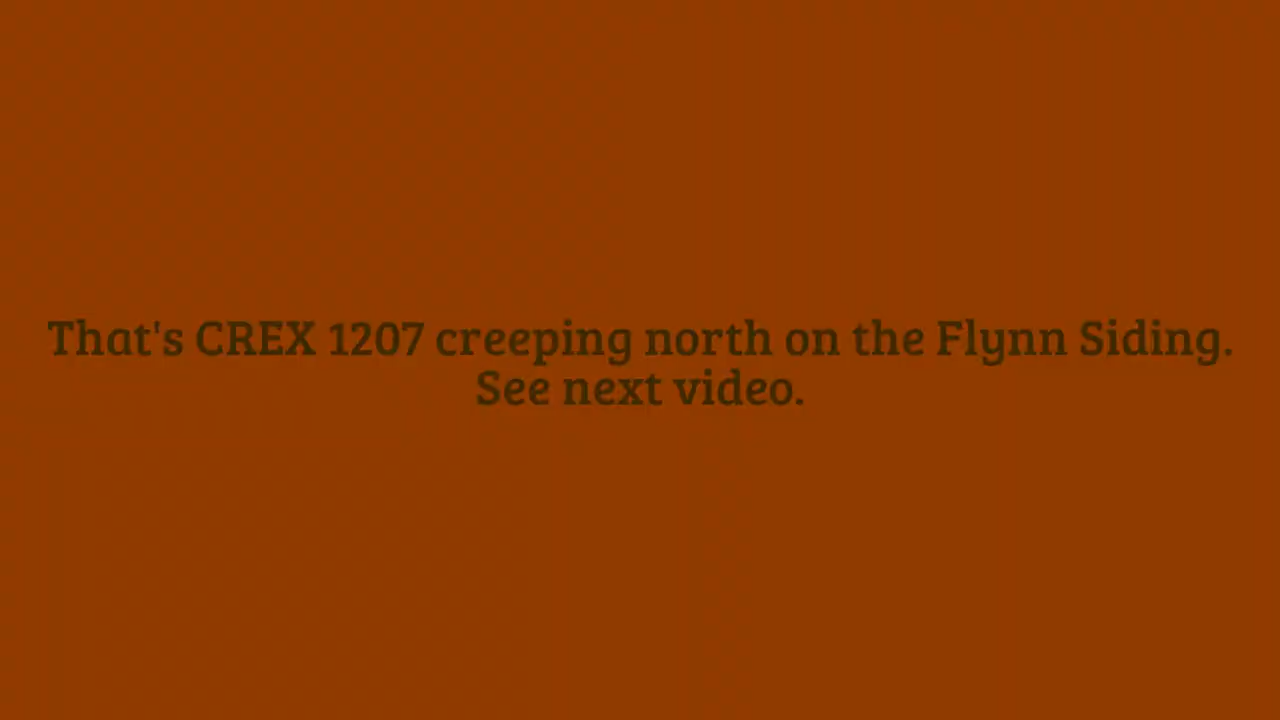 That's CREX 1207 creeping north on the Flynn Siding.
See next video.